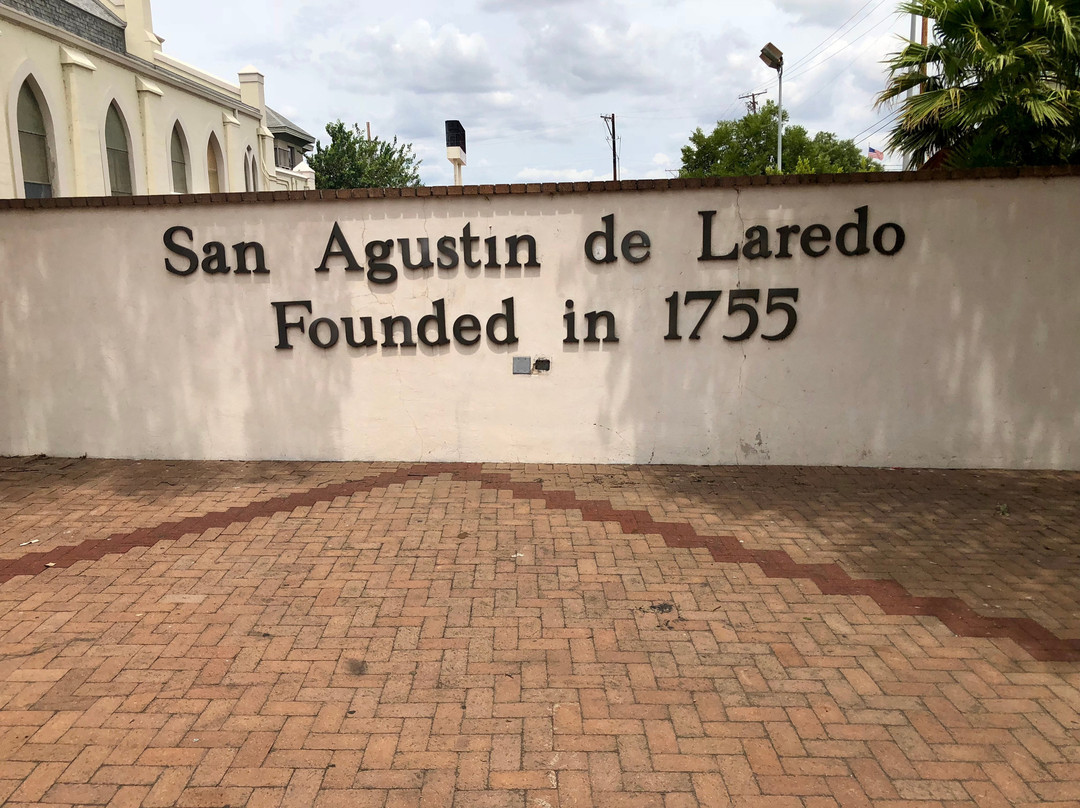 San Agustin de Laredo
Founded in 1755